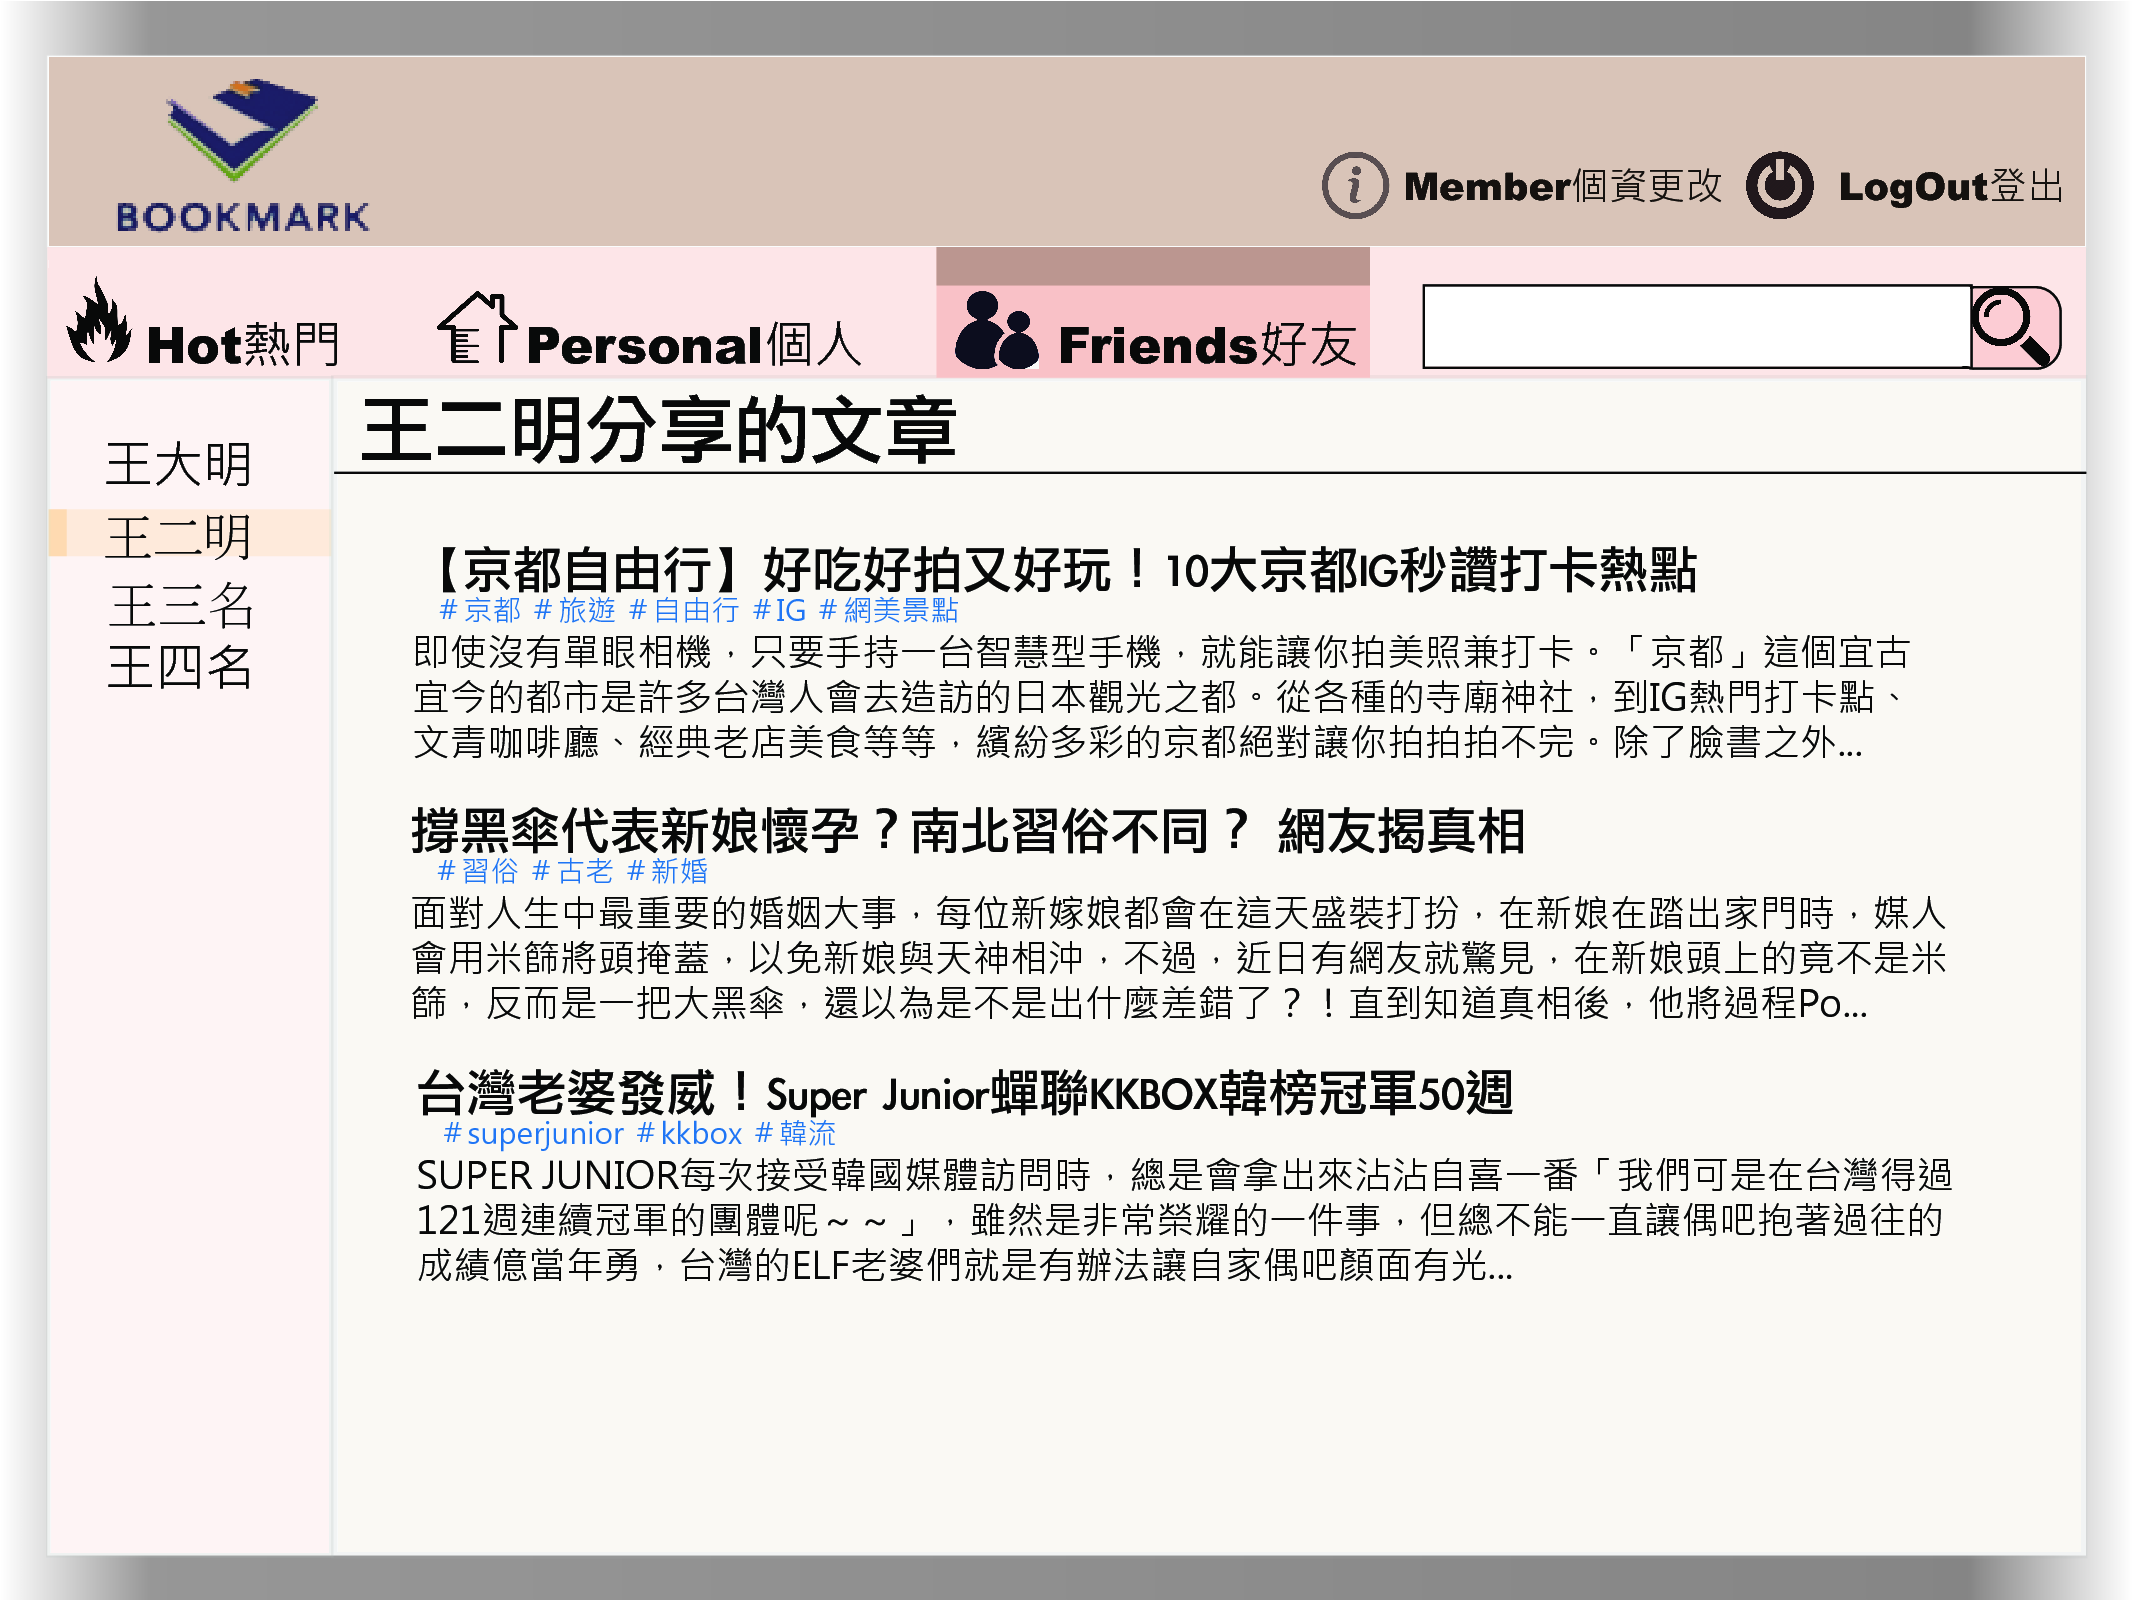 BOOKMARK
Member個資更改 LogOut登出
Hot熱門 Personal個人 Friends好友
王大明
王二明
王三名
王四名
王二明分享的文章
【京都自由行】好吃好拍又好玩！10大京都IG秒讚打卡熱點
＃京都 ＃旅遊 ＃自由行 ＃IG ＃網美景點
即使沒有單眼相機，只要手持一台智慧型手機，就能讓你拍美照兼打卡。「京都」這個宜古
宜今的都市是許多台灣人會去造訪的日本觀光之都。從各種的寺廟神社，到IG熱門打卡點、
文青咖啡廳、經典老店美食等等，繽紛多彩的京都絕對讓你拍拍拍不完。除了臉書之外...
撐黑傘代表新娘懷孕？南北習俗不同？ 網友揭真相
＃習俗 ＃古老 ＃新婚
面對人生中最重要的婚姻大事，每位新嫁娘都會在這天盛裝打扮，在新娘在踏出家門時，媒人
會用米篩將頭掩蓋，以免新娘與天神相沖，不過，近日有網友就驚見，在新娘頭上的竟不是米
篩，反而是一把大黑傘，還以為是不是出什麼差錯了？！直到知道真相後，他將過程Po...
台灣老婆發威！Super Junior蟬聯KKBOX韓榜冠軍50週
＃superjunior ＃kkbox ＃韓流
SUPER JUNIOR每次接受韓國媒體訪問時，總是會拿出來沾沾自喜一番「我們可是在台灣得過
121週連續冠軍的團體呢～～」，雖然是非常榮耀的一件事，但總不能一直讓偶吧抱著過往的
成績億當年勇，台灣的ELF老婆們就是有辦法讓自家偶吧顏面有光...